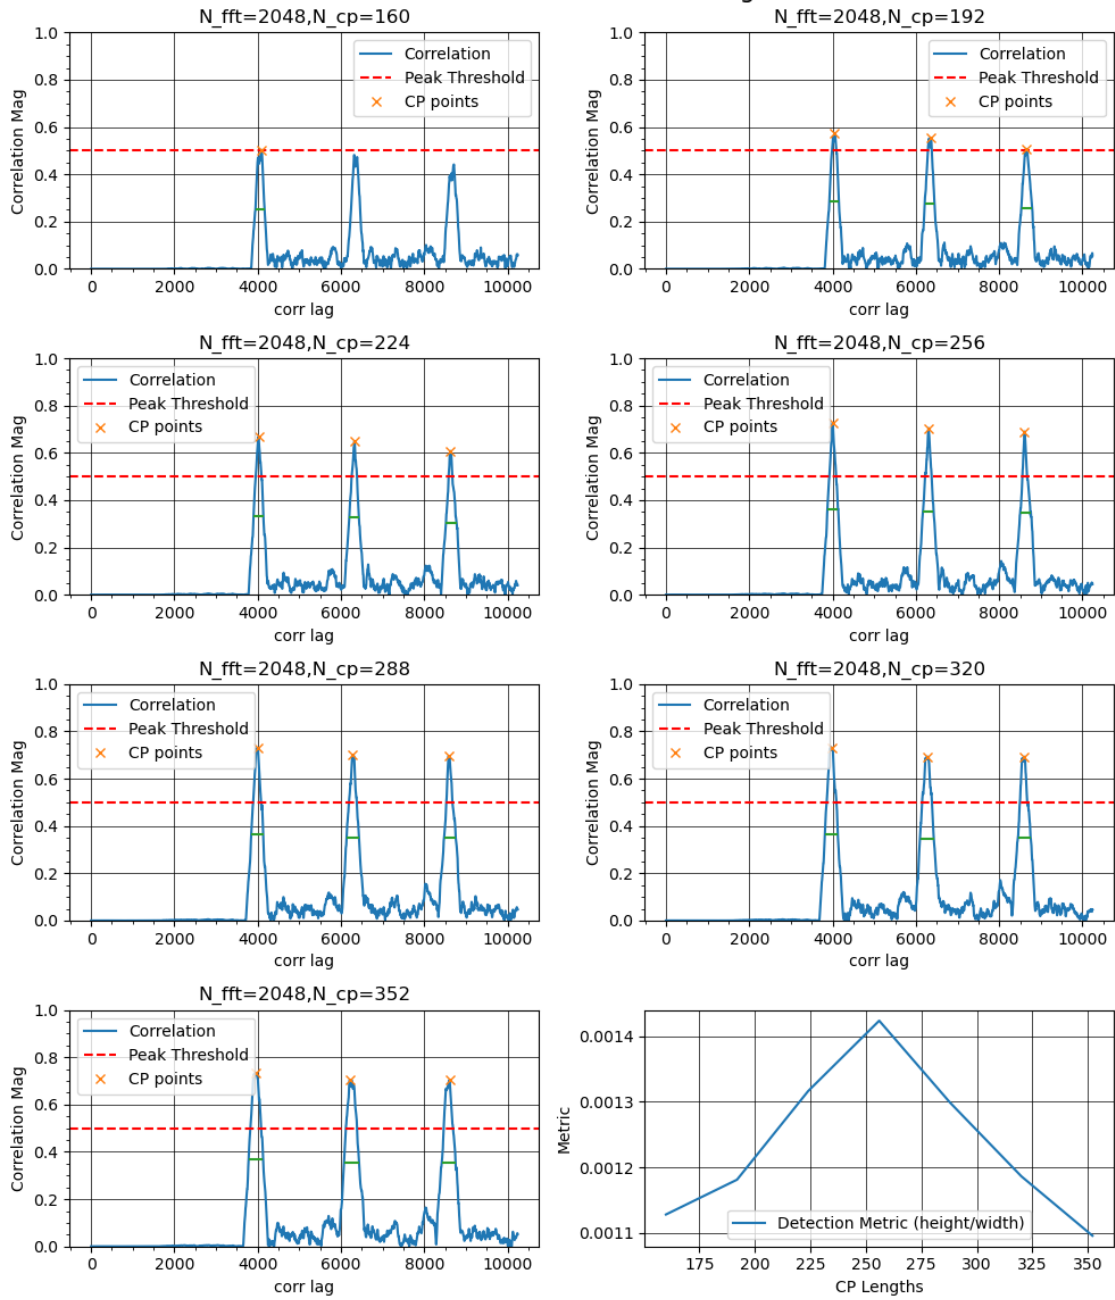 N_fft=2048,N_cp=160
Correlation Mag
1.0
0.8
0.6
0.4
0.2
0.0
Correlation
Peak Threshold
CP points
0 2000 4000 6000 8000 10000
corr lag
N_fft=2048,N_cp=192
Correlation Mag
1.0
0.8
0.6
0.4
0.2
0.0
Correlation
Peak Threshold
CP points
0 2000 4000 6000 8000 10000
corr lag
N_fft=2048,N_cp=224
Correlation Mag
1.0
0.8
0.6
0.4
0.2
0.0
Correlation
Peak Threshold
CP points
0 2000 4000 6000 8000 10000
corr lag
N_fft=2048,N_cp=256
Correlation Mag
1.0
0.8
0.6
0.4
0.2
0.0
Correlation
Peak Threshold
CP points
0 2000 4000 6000 8000 10000
corr lag
N_fft=2048,N_cp=288
Correlation Mag
1.0
0.8
0.6
0.4
0.2
0.0
Correlation
Peak Threshold
CP points
0 2000 4000 6000 8000 10000
corr lag
N_fft=2048,N_cp=320
Correlation Mag
1.0
0.8
0.6
0.4
0.2
0.0
Correlation
Peak Threshold
CP points
0 2000 4000 6000 8000 10000
corr lag
N_fft=2048,N_cp=352
Correlation Mag
1.0
0.8
0.6
0.4
0.2
0.0
Correlation
Peak Threshold
CP points
0 2000 4000 6000 8000 10000
corr lag
Metric
0.0014
0.0013
0.0012
0.0011
Detection Metric (height/width)
175 200 225 250 275 300 325 350
CP Lengths